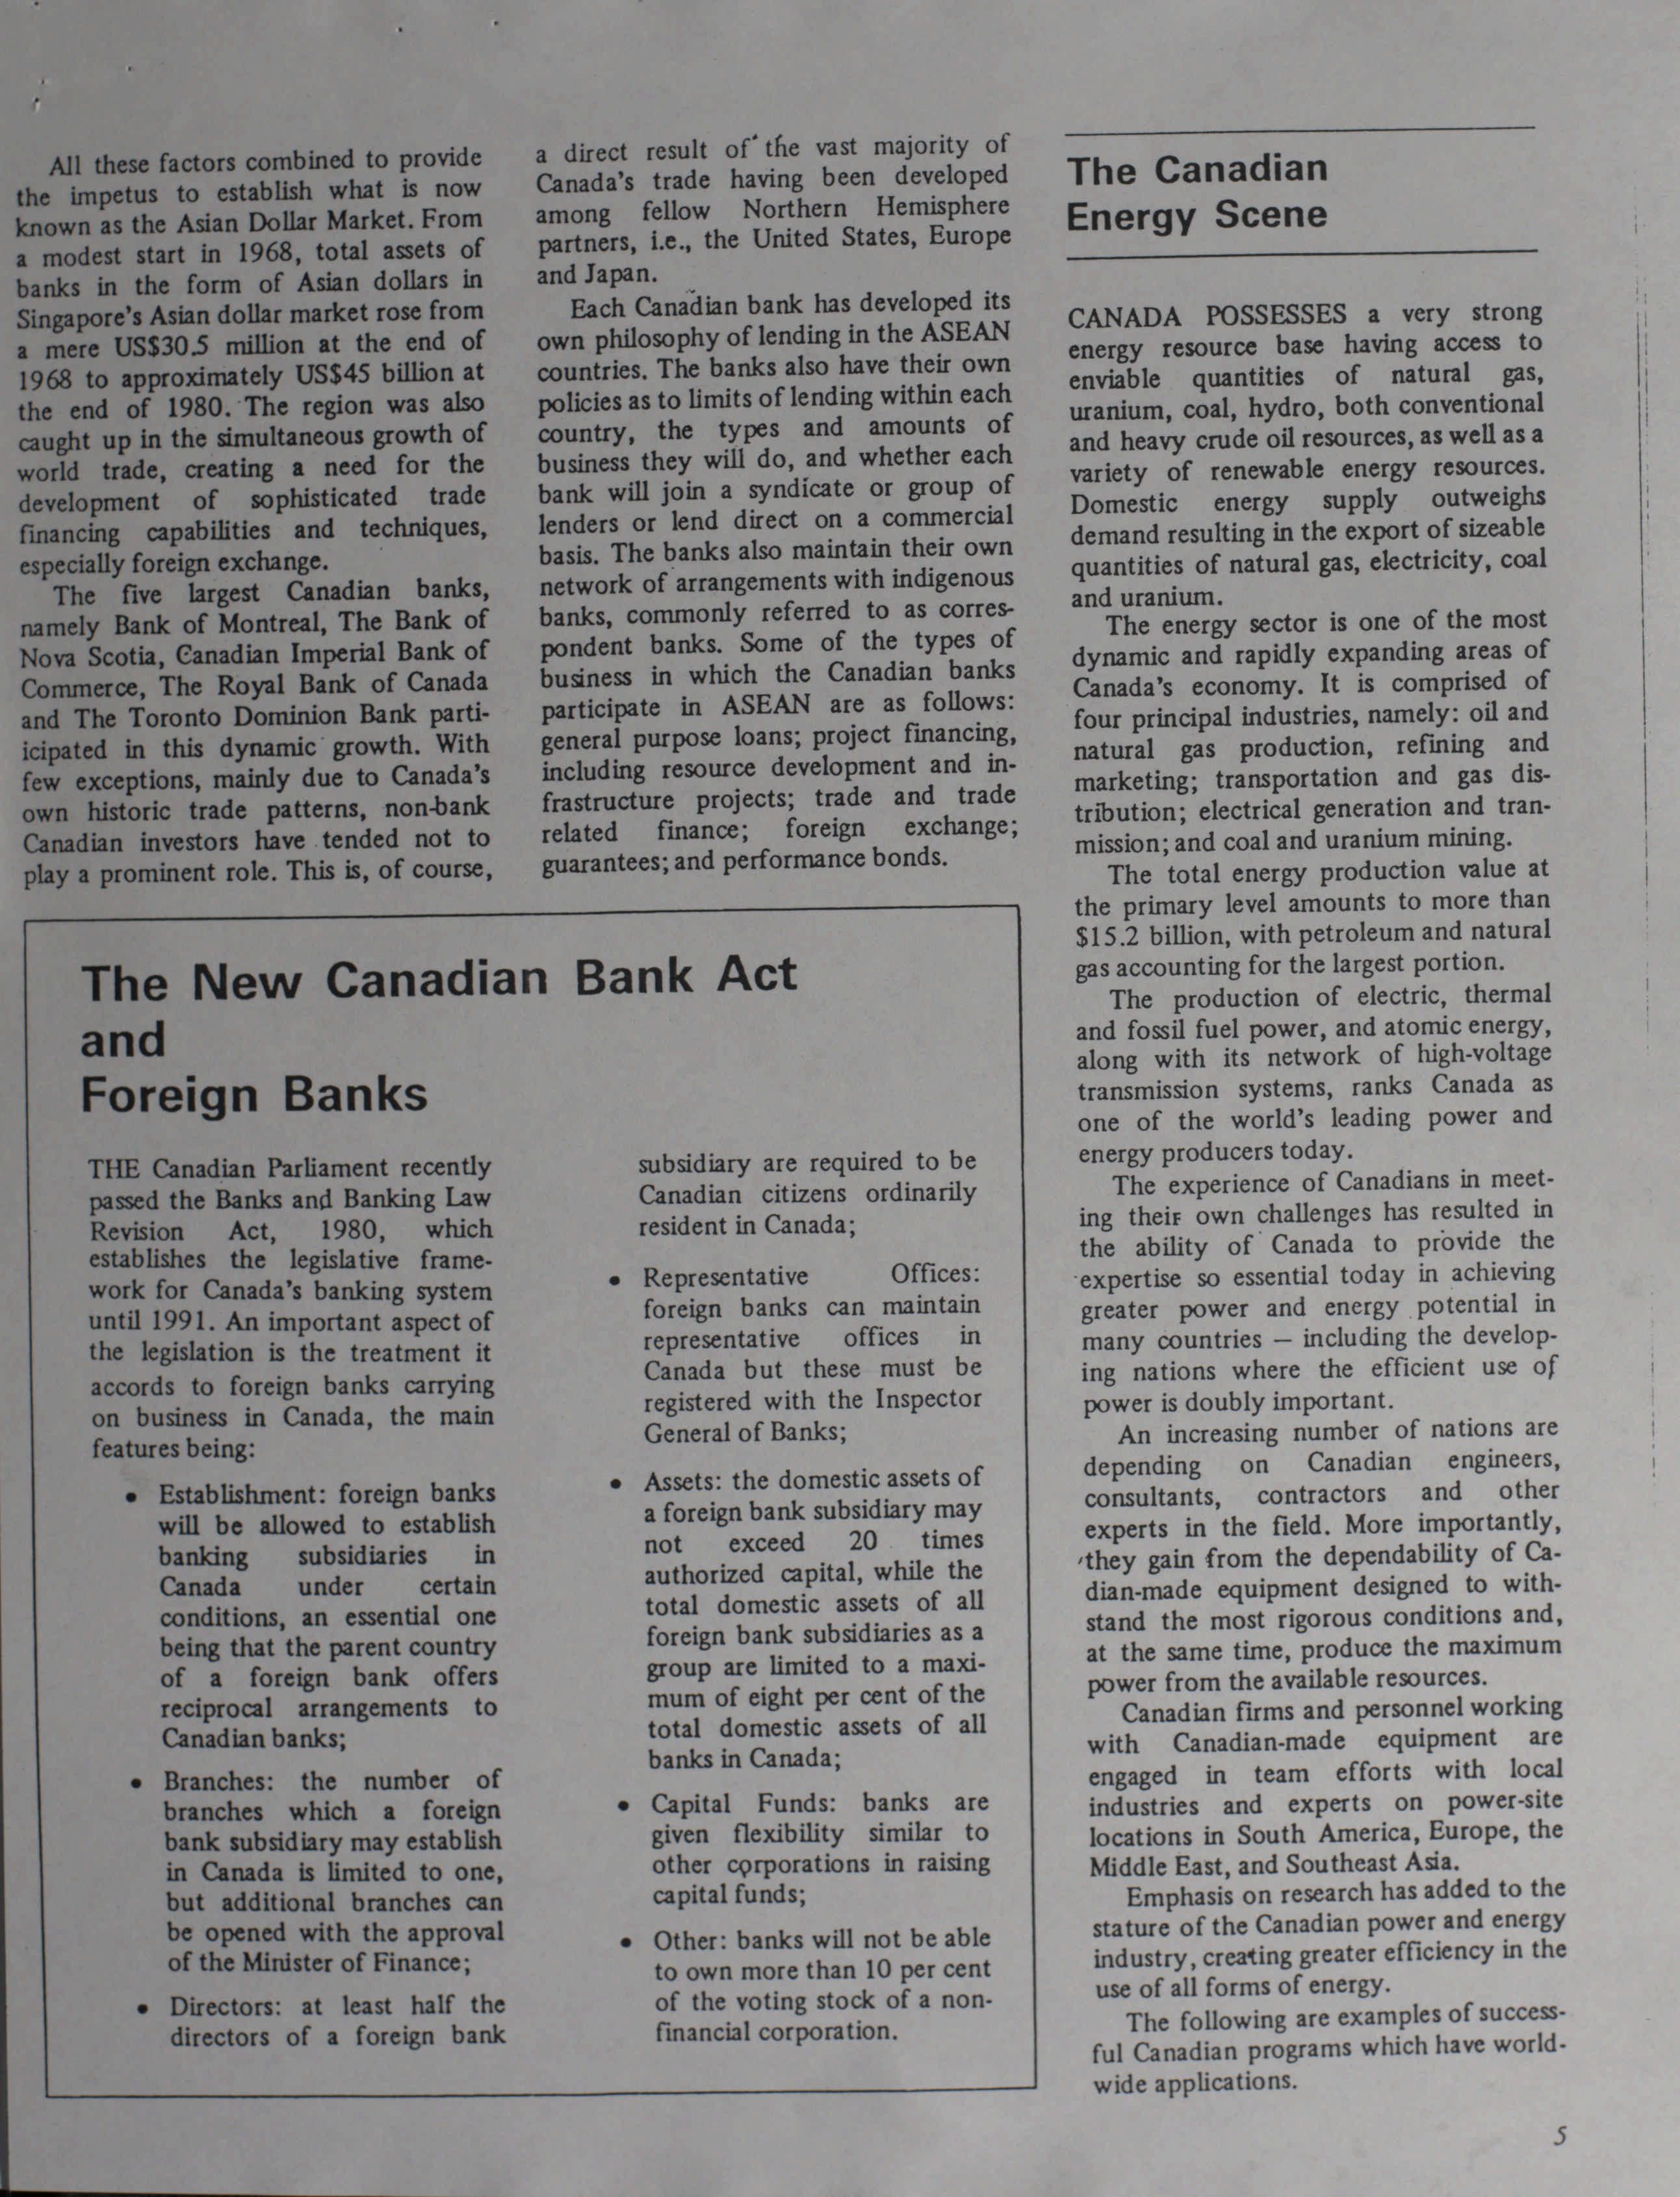 All these factors combined to provide
the impetus to establish what is now
known as the Asian Dollar Market. From
a modest start in 1968, total assets of
banks in the form of Asian dollars in
Singapore's Asian dollar market rose from
a mere US$30.5 million at the end of
1968 to approximately US$45 billion at
the end of 1980. The region was also
caught up in the simultaneous growth of
world trade, creating a need for the
development of sophisticated trade
financing capabilities and techniques,
especially foreign exchange.
The five largest Canadian banks,
namely Bank of Montreal, The Bank of
Nova Scotia, Canadian Imperial Bank of
Commerce, The Royal Bank of Canada
and The Toronto Dominion Bank parti-
icipated in this dynamic growth. With
few exceptions, mainly due to Canada's
own historic trade patterns, non-bank
Canadian investors have tended not to
play a prominent role. This is, of course,
a direct result of the vast majority of
Canada's trade having been developed
among fellow Northern Hemisphere
partners, i.e., the United States, Europe
and Japan.
Each Canadian bank has developed its
own philosophy of lending in the ASEAN
countries. The banks also have their own
policies as to limits of lending within each
country, the types and amounts of
business they will do, and whether each
bank will join a syndicate or group of
lenders or lend direct on a commercial
basis. The banks also maintain their own
network of arrangements with indigenous
banks, commonly referred to as corres-
pondent banks. Some of the types of
business in which the Canadian banks
participate in ASEAN are as follows:
general purpose loans; project financing,
including resource development and in-
frastructure projects; trade and trade
related finance; foreign exchange;
guarantees; and performance bonds.
The New Canadian Bank Act
and
Foreign Banks
THE Canadian Parliament recently
passed the Banks and Banking Law
Revision Act, 1980, which
establishes the legislative frame-
work for Canada's banking system
until 1991. An important aspect of
the legislation is the treatment it
accords to foreign banks carrying
on business in Canada, the main
features being:
• Establishment: foreign banks
will be allowed to establish
banking subsidiaries in
Canada under certain
conditions, an essential one
being that the parent country
of a foreign bank offers
reciprocal arrangements to
Canadian banks;
• Branches: the number of
branches which a foreign
bank subsidiary may establish
in Canada is limited to one,
but additional branches can
be opened with the approval
of the Minister of Finance;
• Directors: at least half the
directors of a foreign bank
subsidiary are required to be
Canadian citizens ordinarily
resident in Canada;
• Representative Offices:
foreign banks can maintain
representative offices in
Canada but these must be
registered with the Inspector
General of Banks;
• Assets: the domestic assets of
a foreign bank subsidiary may
not exceed 20 times
authorized capital, while the
total domestic assets of all
foreign bank subsidiaries as a
group are limited to a maxi-
mum of eight per cent of the
total domestic assets of all
banks in Canada;
• Capital Funds: banks are
given flexibility similar to
other corporations in raising
capital funds;
• Other: banks will not be able
to own more than 10 per cent
of the voting stock of a non-
financial corporation.
The Canadian
Energy Scene
CANADA POSSESSES a very strong
energy resource base having access to
enviable quantities of natural gas,
uranium, coal, hydro, both conventional
and heavy crude oil resources, as well as a
variety of renewable energy resources.
Domestic energy supply outweighs
demand resulting in the export of sizeable
quantities of natural gas, electricity, coal
and uranium.
The energy sector is one of the most
dynamic and rapidly expanding areas of
Canada's economy. It is comprised of
four principal industries, namely: oil and
natural gas production, refining and
marketing; transportation and gas dis-
tribution; electrical generation and tran-
mission; and coal and uranium mining.
The total energy production value at
the primary level amounts to more than
$15.2 billion, with petroleum and natural
gas accounting for the largest portion.
The production of electric, thermal
and fossil fuel power, and atomic energy,
along with its network of high-voltage
transmission systems, ranks Canada as
one of the world's leading power and
energy producers today.
The experience of Canadians in meet-
ing their own challenges has resulted in
the ability of Canada to provide the
expertise so essential today in achieving
greater power and energy potential in
many countries — including the develop-
ing nations where the efficient use of
power is doubly important.
An increasing number of nations are
depending on Canadian engineers,
consultants, contractors and other
experts in the field. More importantly,
they gain from the dependability of Ca-
dian-made equipment designed to with-
stand the most rigorous conditions and,
at the same time, produce the maximum
power from the available resources.
Canadian firms and personnel working
with Canadian-made equipment are
engaged in team efforts with local
industries and experts on power-site
locations in South America, Europe, the
Middle East, and Southeast Asia.
Emphasis on research has added to the
stature of the Canadian power and energy
industry, creating greater efficiency in the
use of all forms of energy.
The following are examples of success-
ful Canadian programs which have world-
wide applications.
5